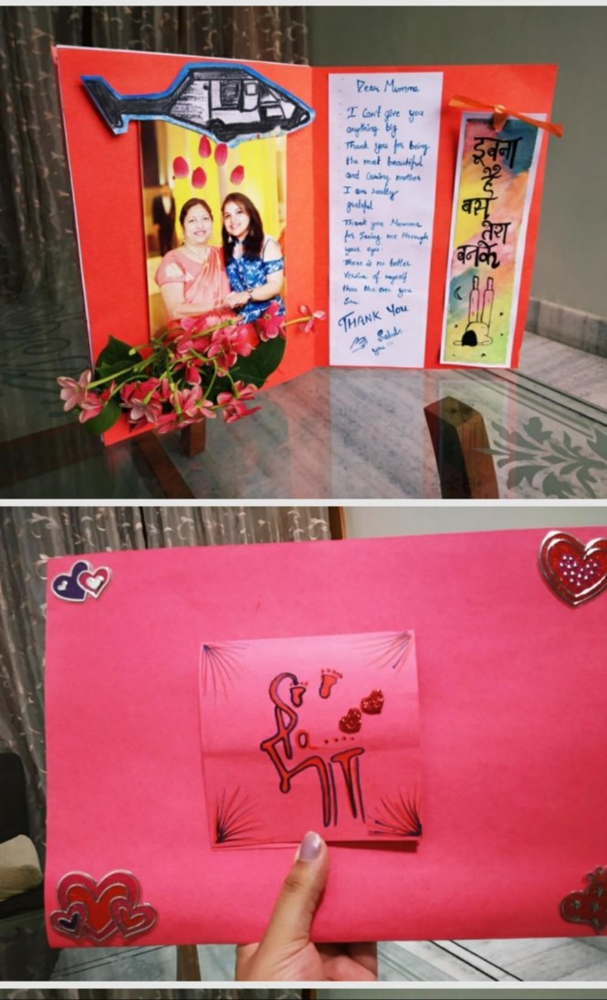 Dear Mumma
I Can't give you
anything big
Thank you for being
the most beautiful
and Caring mother
I am really
grateful
Thank you Mumma
for Seeing me through
your eyes
There is no better
Version of myself
than the one you
See
THANK YOU
Salute
you
है
बस
तेरा
बनके
माँ